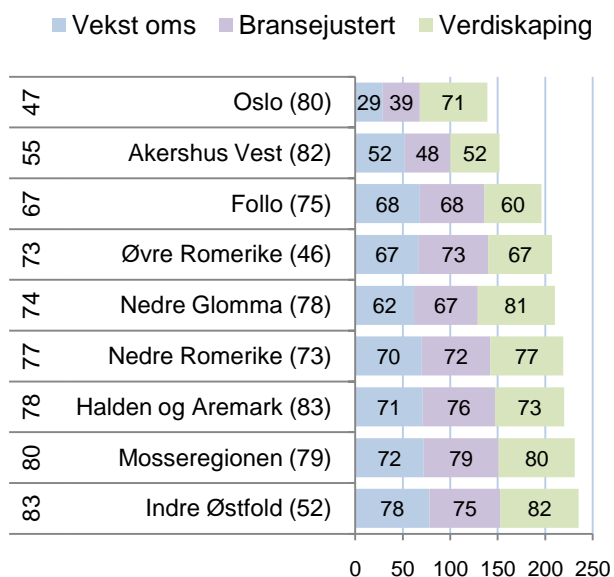 Vekst oms Bransejustert Verdiskaping
47 Oslo (80) 29 39 71
55 Akershus Vest (82) 52 48 52
67 Follo (75) 68 68 60
73 Øvre Romerike (46) 67 73 67
74 Nedre Glomma (78) 62 67 81
77 Nedre Romerike (73) 70 72 77
78 Halden og Aremark (83) 71 76 73
80 Mosseregionen (79) 72 79 80
83 Indre Østfold (52) 78 75 82
0 50 100 150 200 250